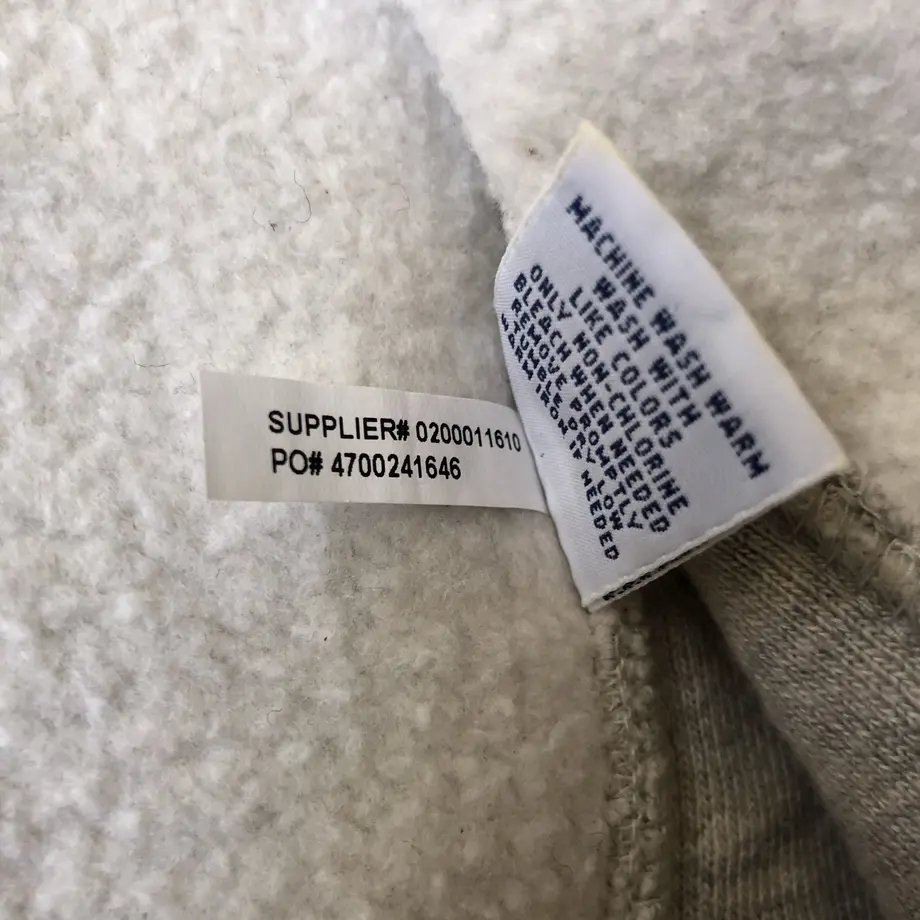 SUPPLIER# 0200011610
PO# 4700241646
MACHINE WASH WARM
WASH WITH
LIKE COLORS
ONLY NON-CHLORINE
BLEACH WHEN NEEDED
REMOVE PROMPTLY
TUMBLE DRY LOW
WARM IRON IF NEEDED